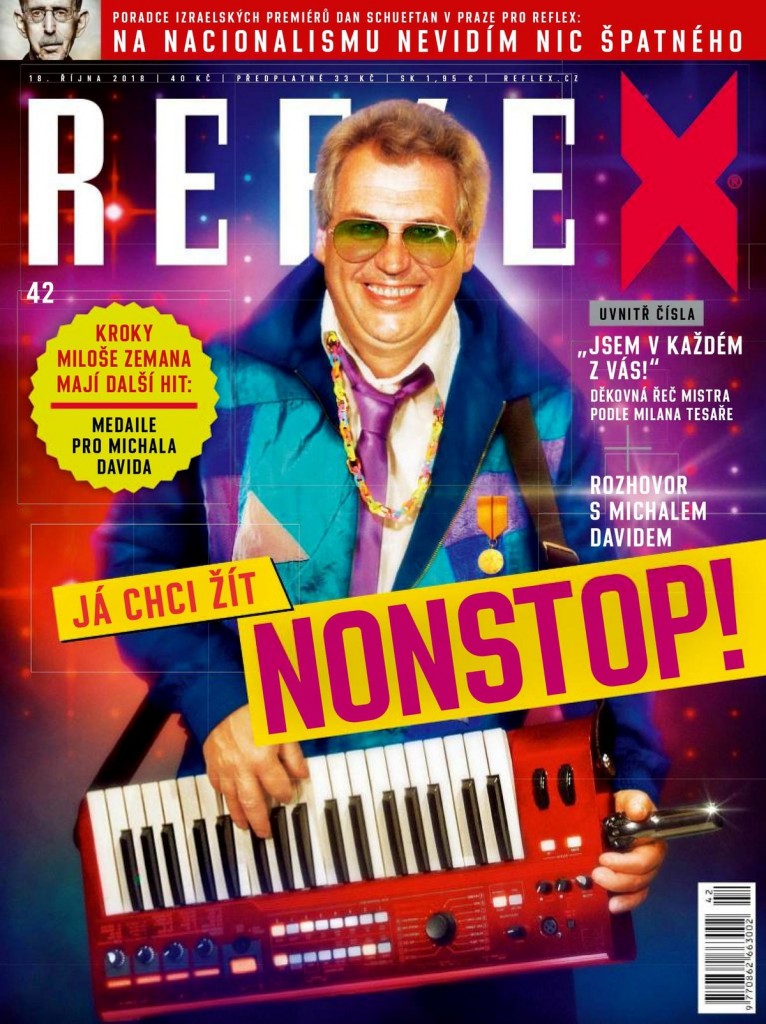 PORADCE IZRAELSKÝCH PREMIÉRŮ DAN SCHUEFTAN V PRAZE PRO REFLEX:
NA NACIONALISMU NEVIDÍM NIC ŠPATNÉHO
18. ŘÍJNA 2018 | 40 KČ | PŘEDPLATNÉ 33 KČ | SK 1,95 € | REFLEX.CZ
REFLEX®
42
KROKY
MILOŠE ZEMANA
MAJÍ DALŠÍ HIT:
MEDAILE
PRO MICHALA
DAVIDA
UVNITŘ ČÍSLA
„JSEM V KAŽDÉM
Z VÁS!“
DĚKOVNÁ ŘEČ MISTRA
PODLE MILANA TESAŘE
ROZHOVOR
S MICHALEM
DAVIDEM
JÁ CHCI ŽÍT
NONSTOP!
42
9770862663002